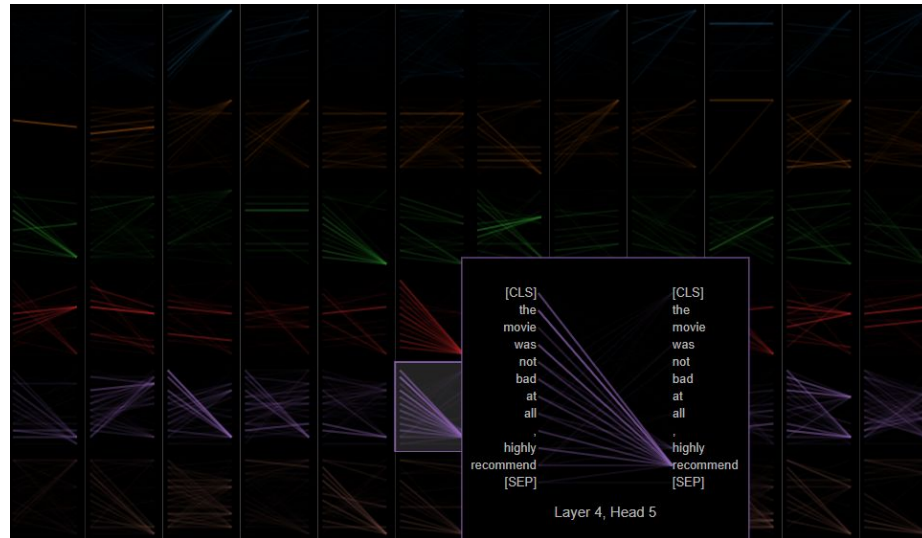 [CLS] [CLS]
the the
movie movie
was was
not not
bad bad
at at
all all
, ,
highly highly
recommend recommend
[SEP] [SEP]
Layer 4, Head 5